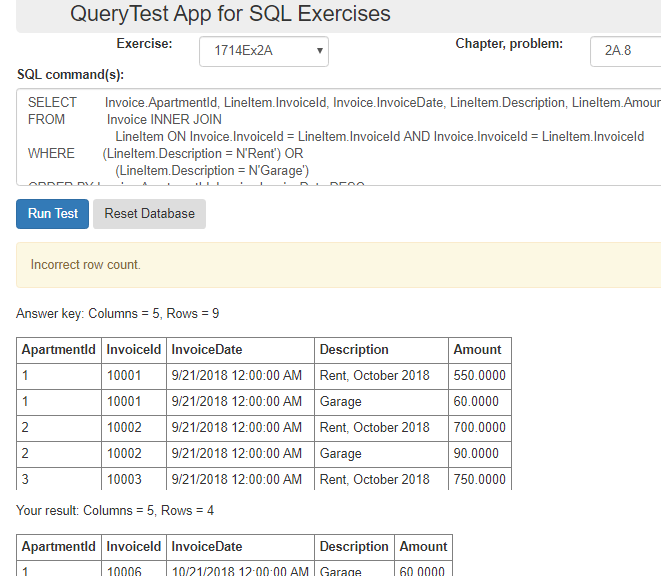 QueryTest App for SQL Exercises
Exercise: 1714Ex2A Chapter, problem: 2A.8
SQL command(s):
SELECT Invoice.ApartmentId, LineItem.InvoiceId, Invoice.InvoiceDate, LineItem.Description, LineItem.Amour
FROM Invoice INNER JOIN
LineItem ON Invoice.InvoiceId = LineItem.InvoiceId AND Invoice.InvoiceId = LineItem.InvoiceId
WHERE (LineItem.Description = N'Rent') OR
(LineItem.Description = N'Garage')
ORDER BY Invoice.ApartmentId, Invoice.InvoiceDate DESC
Run Test Reset Database
Incorrect row count.
Answer key: Columns = 5, Rows = 9
ApartmentId InvoiceId InvoiceDate Description Amount
1 10001 9/21/2018 12:00:00 AM Rent, October 2018 550.0000
1 10001 9/21/2018 12:00:00 AM Garage 60.0000
2 10002 9/21/2018 12:00:00 AM Rent, October 2018 700.0000
2 10002 9/21/2018 12:00:00 AM Garage 90.0000
3 10003 9/21/2018 12:00:00 AM Rent, October 2018 750.0000
Your result: Columns = 5, Rows = 4
ApartmentId InvoiceId InvoiceDate Description Amount
1 10006 10/21/2018 12:00:00 AM Garage 60.0000